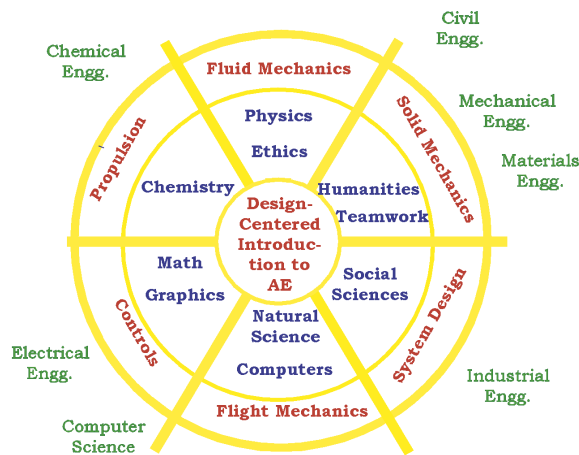 Civil
Engg.
Chemical
Engg.
Fluid Mechanics
Mechanical
Engg.
Solid Mechanics
Materials
Engg.
Propulsion
Physics
Ethics
Chemistry
Humanities
Teamwork
Design-
Centered
Introduc-
tion to
AE
Math
Graphics
Social
Sciences
Natural
Science
Computers
Controls
System Design
Flight Mechanics
Electrical
Engg.
Industrial
Engg.
Computer
Science